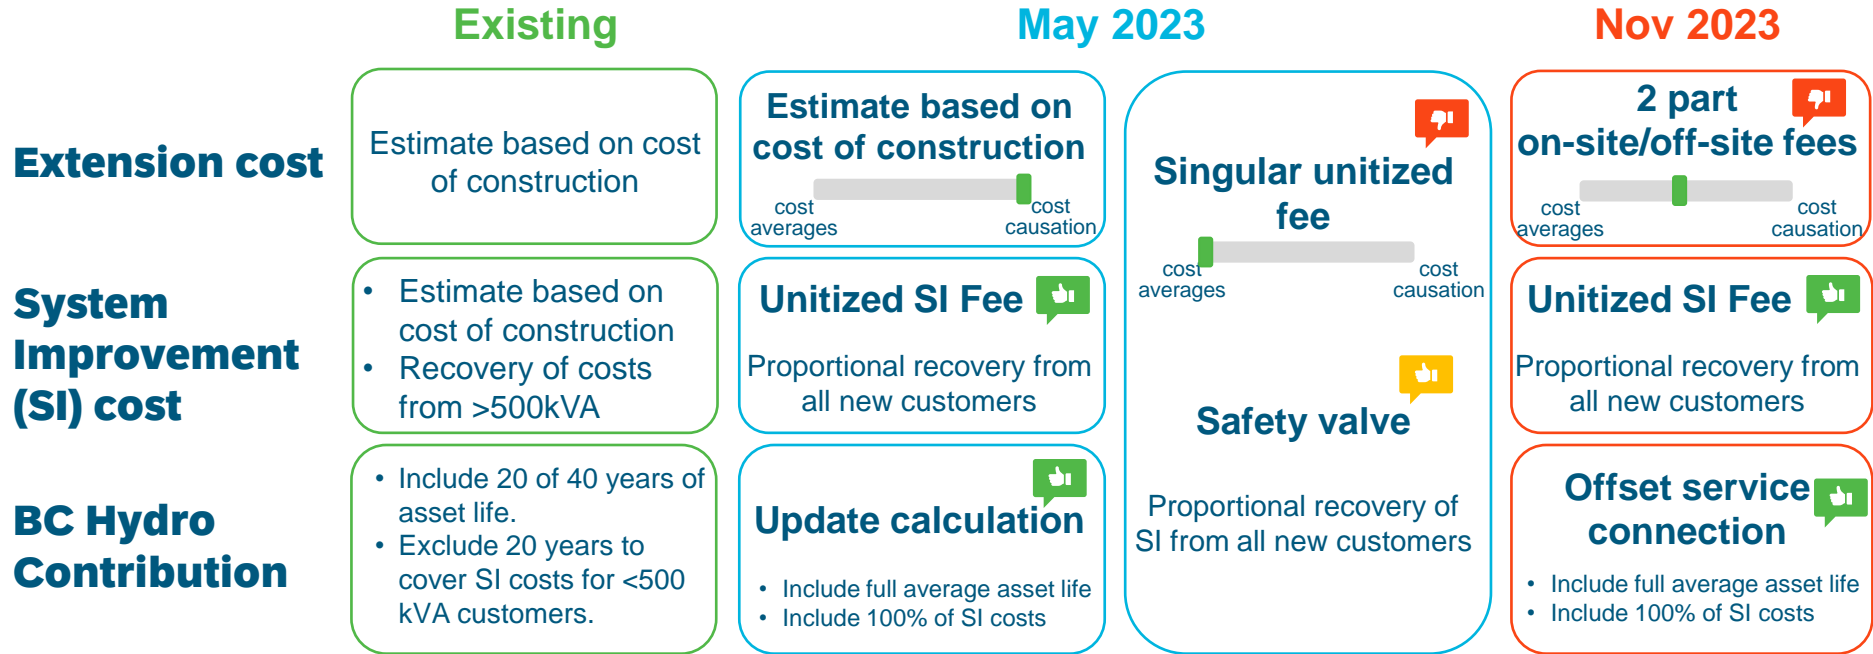 Existing
May 2023
Nov 2023
Extension cost
Estimate based on cost
of construction
Estimate based on
cost of construction
cost
averages
cost
causation
Singular unitized
fee
cost
averages
cost
causation
2 part
on-site/off-site fees
cost
averages
cost
causation
System
Improvement
(SI) cost
• Estimate based on
cost of construction
• Recovery of costs
from >500kVA
Unitized SI Fee
Proportional recovery from
all new customers
Safety valve
Proportional recovery of
SI from all new customers
Unitized SI Fee
Proportional recovery from
all new customers
BC Hydro
Contribution
• Include 20 of 40 years of
asset life.
• Exclude 20 years to
cover SI costs for <500
kVA customers.
Update calculation
• Include full average asset life
• Include 100% of SI costs
Offset service
connection
• Include full average asset life
• Include 100% of SI costs